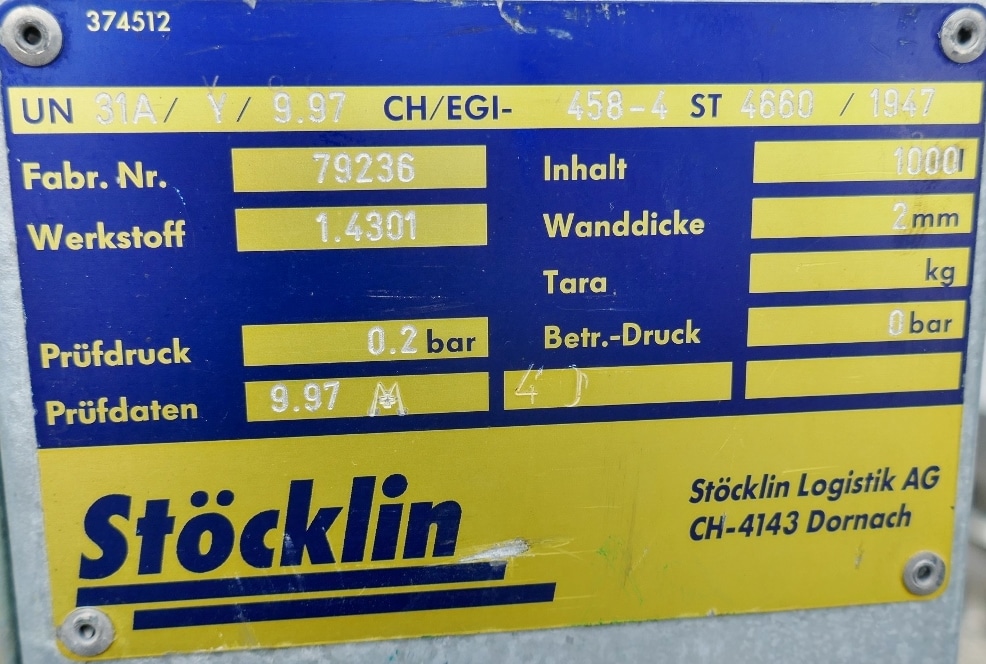 374512
UN 31A/ Y/ 9.97 CH/EGI- 458-4 ST 4660 / 1947
Fabr. Nr. 79236 Inhalt 1000l
Werkstoff 1.4301 Wanddicke 2mm
Tara kg
Prüfdruck 0.2 bar Betr.-Druck 0bar
Prüfdaten 9.97
Stöcklin
Stöcklin Logistik AG
CH-4143 Dornach